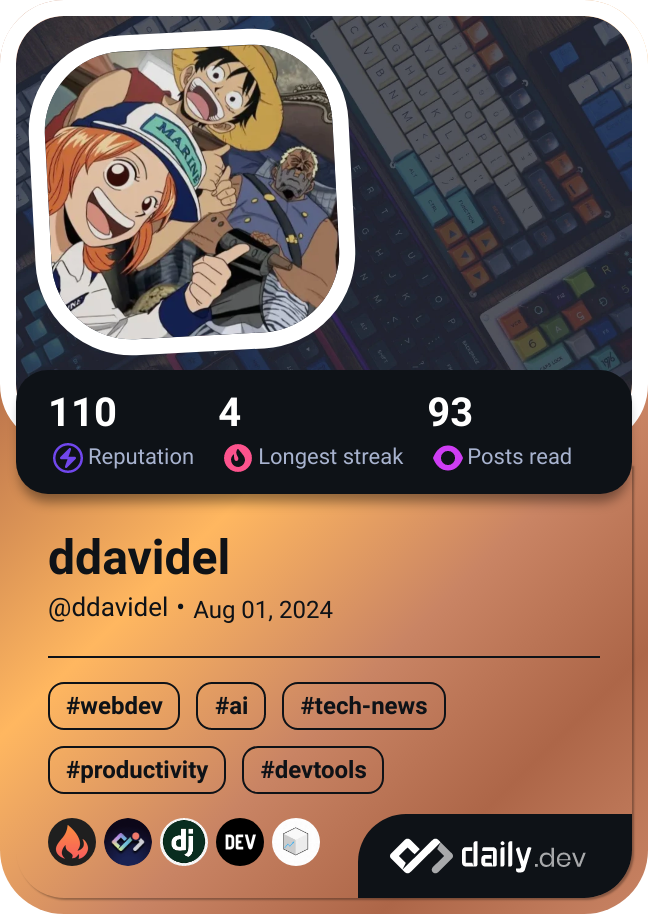 MARINE
110 4 93
Reputation Longest streak Posts read
ddavidel
@ddavidel • Aug 01, 2024
#webdev #ai #tech-news
#productivity #devtools
dj DEV
daily.dev